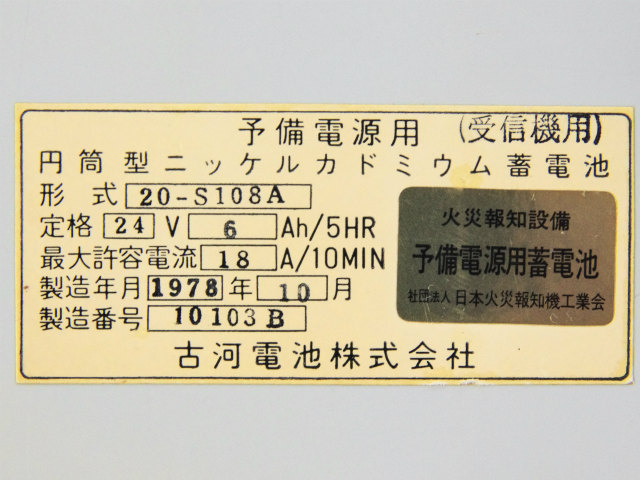 予備電源用 (受信機用)
円筒型ニッケルカドミウム蓄電池
形式 20-S108A
定格 24 V 6 Ah/5HR
最大許容電流 18 A/10MIN
製造年月 1978 年 10 月
製造番号 10103B
火災報知設備
予備電源用蓄電池
社団法人 日本火災報知機工業会
古河電池株式会社